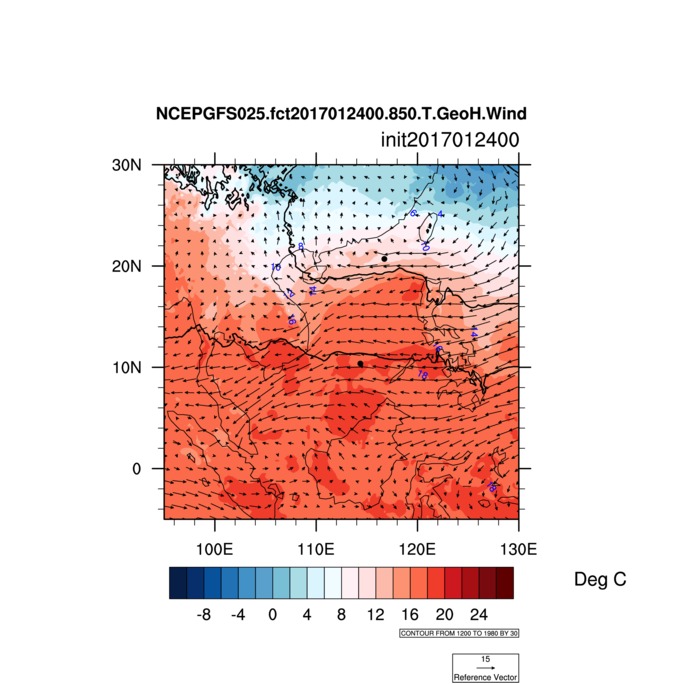 NCEPGFS025.fct2017012400.850.T.GeoH.Wind
init2017012400
30N
20N
10N
0
100E 110E 120E 130E
-8 -4 0 4 8 12 16 20 24
Deg C
CONTOUR FROM 1200 TO 1980 BY 30
15
Reference Vector